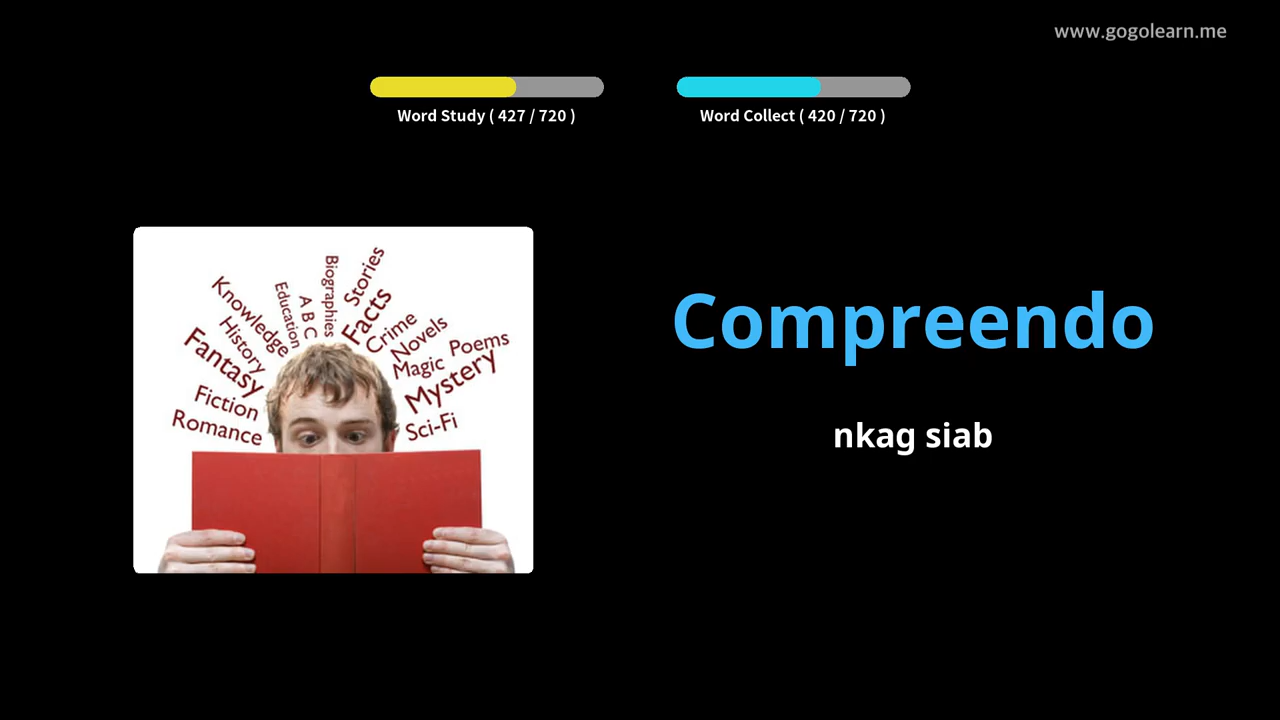 www.gogolearn.me
Word Study ( 427 / 720 )
Word Collect ( 420 / 720 )
Biographies
Stories
Education
A B C
Facts
Knowledge
Crime
History
Novels
Poems
Fantasy
Magic
Mystery
Fiction
Romance
Sci-Fi
Compreendo
nkag siab